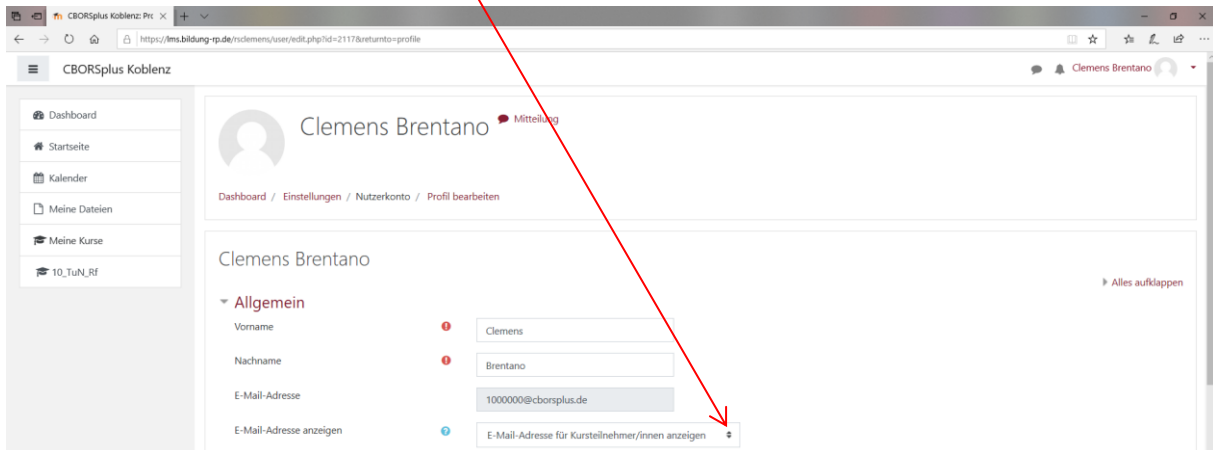 CBORSplus Koblenz: Prc
https://lms.bildung-rp.de/rsclemens/user/edit.php?id=2117&returnto=profile
CBORSplus Koblenz
Clemens Brentano
Dashboard
Startseite
Kalender
Meine Dateien
Meine Kurse
10_TuN_Rf
Clemens Brentano
Mitteilung
Dashboard / Einstellungen / Nutzerkonto / Profil bearbeiten
Clemens Brentano
Alles aufklappen
Allgemein
Vorname Clemens
Nachname Brentano
E-Mail-Adresse 1000000@cborsplus.de
E-Mail-Adresse anzeigen E-Mail-Adresse für Kursteilnehmer/innen anzeigen